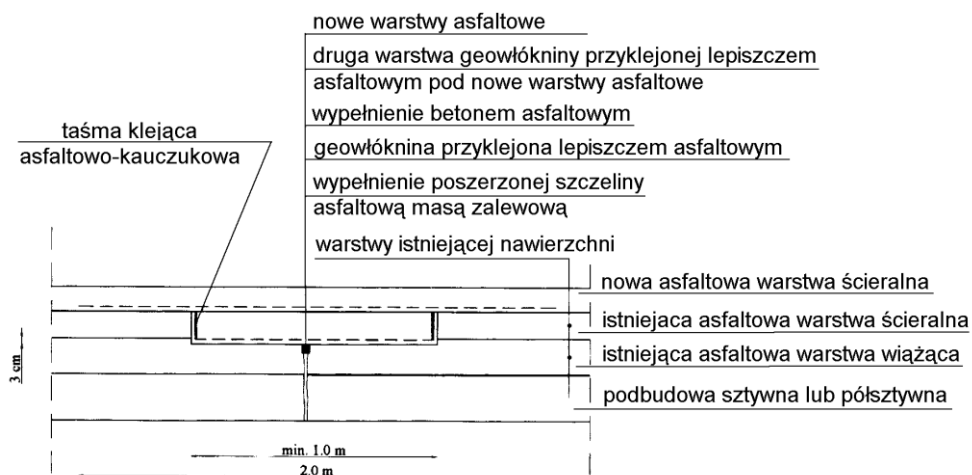 nowe warstwy asfaltowe
druga warstwa geowłókniny przyklejonej lepiszczem
asfaltowym pod nowe warstwy asfaltowe
wypełnienie betonem asfaltowym
taśma klejąca
asfaltowo-kauczukowa
geowłóknina przyklejona lepiszczem asfaltowym
wypełnienie poszerzonej szczeliny
asfaltową masą zalewową
warstwy istniejącej nawierzchni
nowa asfaltowa warstwa ścieralna
istniejaca asfaltowa warstwa ścieralna
istniejąca asfaltowa warstwa wiążąca
podbudowa sztywna lub półsztywna
3 cm
min. 1.0 m
2.0 m